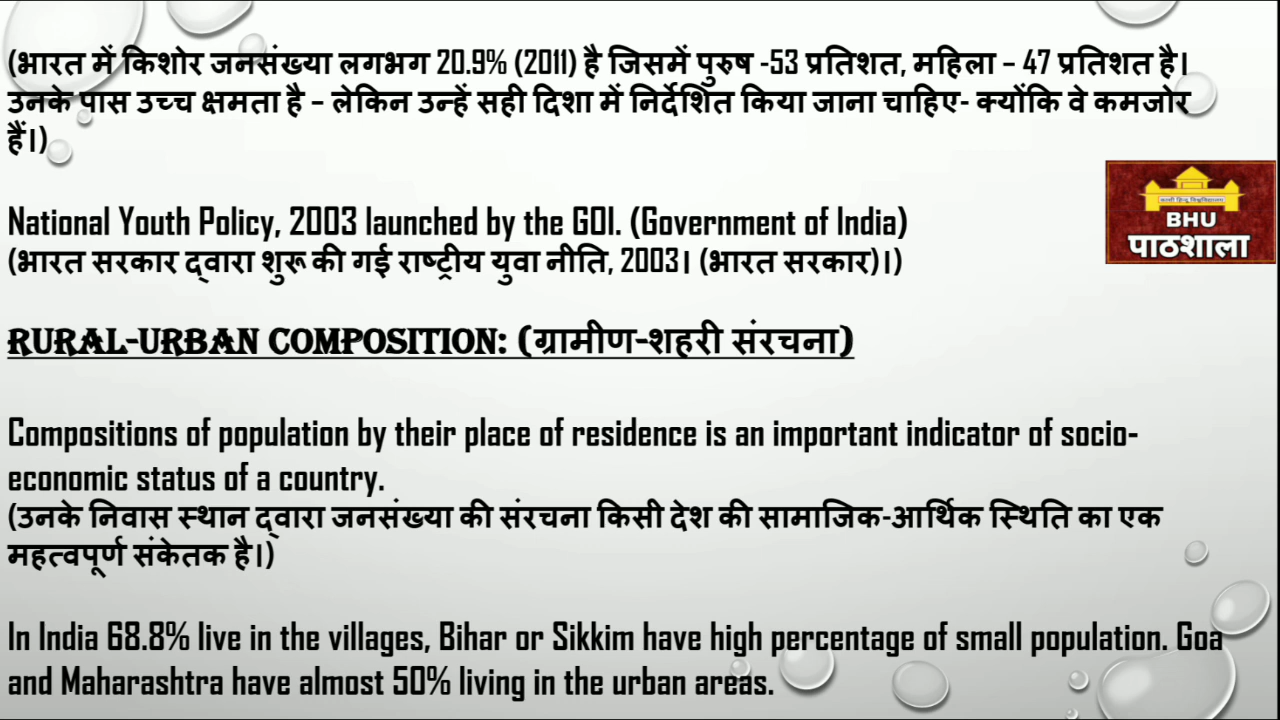 (भारत में किशोर जनसंख्या लगभग 20.9% (2011) है जिसमें पुरुष -53 प्रतिशत, महिला – 47 प्रतिशत है।
उनके पास उच्च क्षमता है – लेकिन उन्हें सही दिशा में निर्देशित किया जाना चाहिए- क्योंकि वे कमजोर
हैं।)
National Youth Policy, 2003 launched by the GOI. (Government of India)
(भारत सरकार द्वारा शुरू की गई राष्ट्रीय युवा नीति, 2003। (भारत सरकार)।)
काशी हिन्दू विश्वविद्यालय
BHU
पाठशाला
RURAL-URBAN COMPOSITION: (ग्रामीण-शहरी संरचना)
Compositions of population by their place of residence is an important indicator of socio-
economic status of a country.
(उनके निवास स्थान द्वारा जनसंख्या की संरचना किसी देश की सामाजिक-आर्थिक स्थिति का एक
महत्वपूर्ण संकेतक है।)
In India 68.8% live in the villages, Bihar or Sikkim have high percentage of small population. Goa
and Maharashtra have almost 50% living in the urban areas.